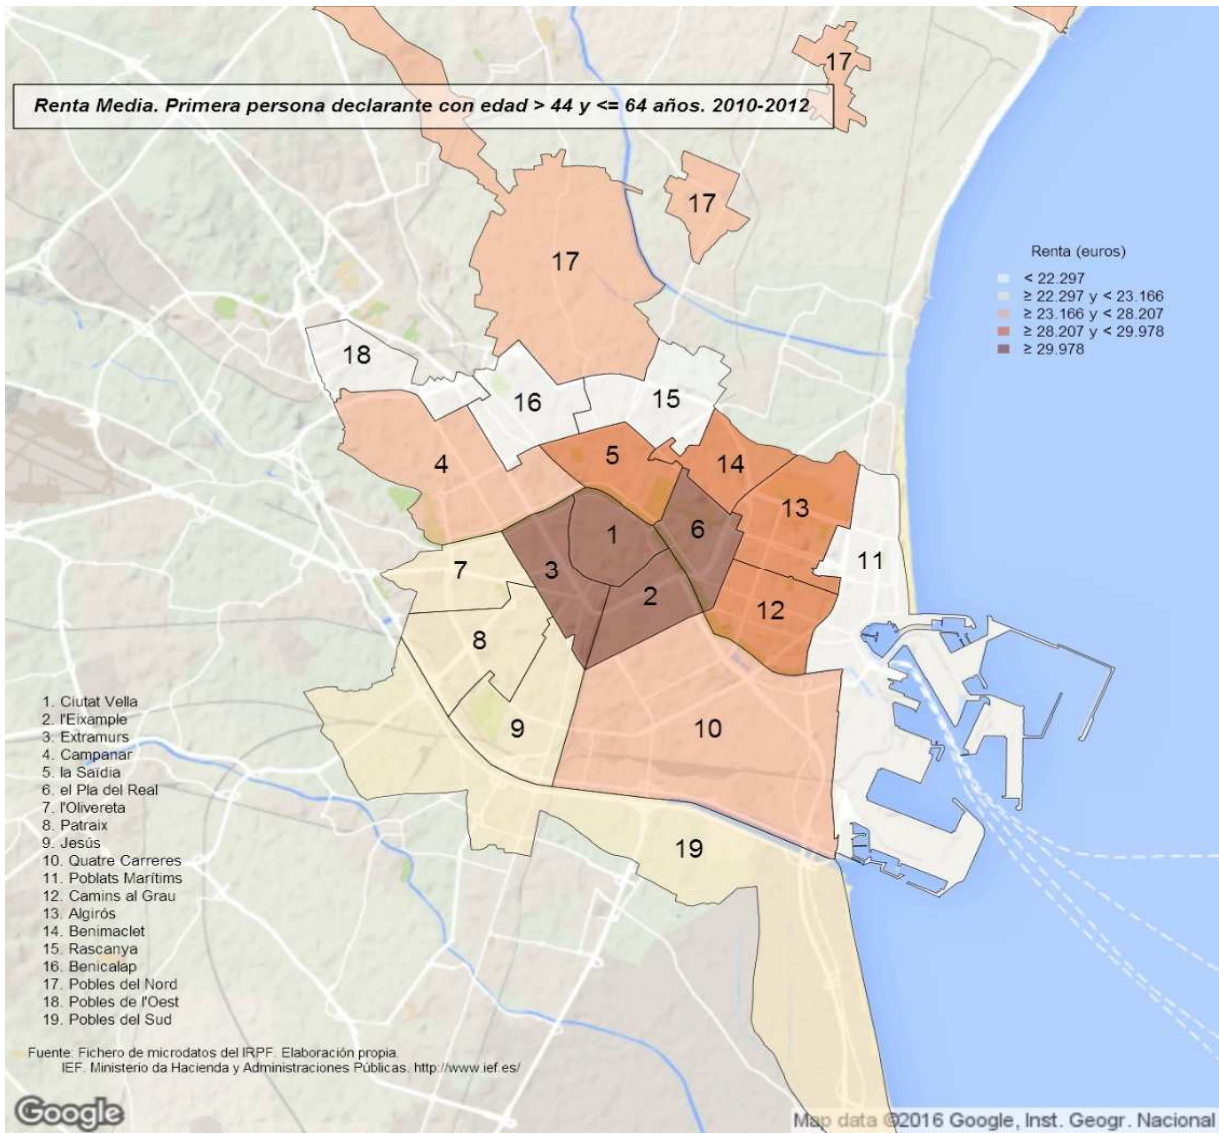 17
Renta Media. Primera persona declarante con edad > 44 y <= 64 años. 2010-2012
17
17
Renta (euros)
< 22.297
≥ 22.297 y < 23.166
≥ 23.166 y < 28.207
≥ 28.207 y < 29.978
≥ 29.978
18
16
15
4
5
14
13
6
1
3
2
11
7
12
8
9
10
19
1. Ciutat Vella
2. l'Eixample
3. Extramurs
4. Campanar
5. la Saïdia
6. el Pla del Real
7. l'Olivereta
8. Patraix
9. Jesús
10. Quatre Carreres
11. Poblats Marítims
12. Camins al Grau
13. Algirós
14. Benimaclet
15. Rascanya
16. Benicalap
17. Pobles del Nord
18. Pobles de l'Oest
19. Pobles del Sud
Fuente: Fichero de microdatos del IRPF. Elaboración propia.
IEF. Ministerio da Hacienda y Administraciones Públicas. http://www.ief.es/
Google
Map data ©2016 Google, Inst. Geogr. Nacional